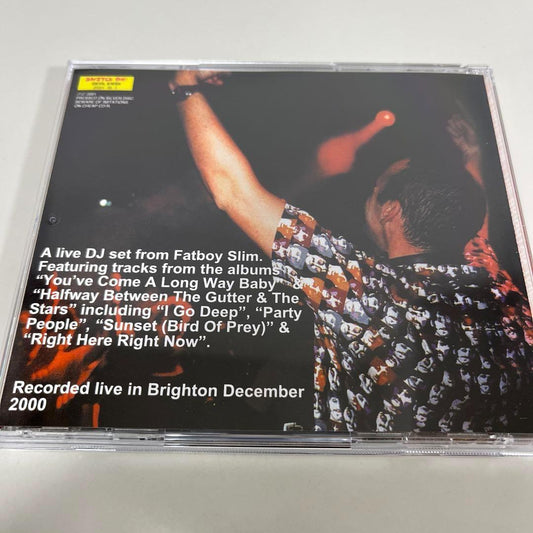 A live DJ set from Fatboy Slim.
Featuring tracks from the albums
“You've Come A Long Way Baby” &
“Halfway Between The Gutter & The
Stars” including “I Go Deep”, “Party
People”, “Sunset (Bird Of Prey)” &
“Right Here Right Now”.
Recorded live in Brighton December
2000